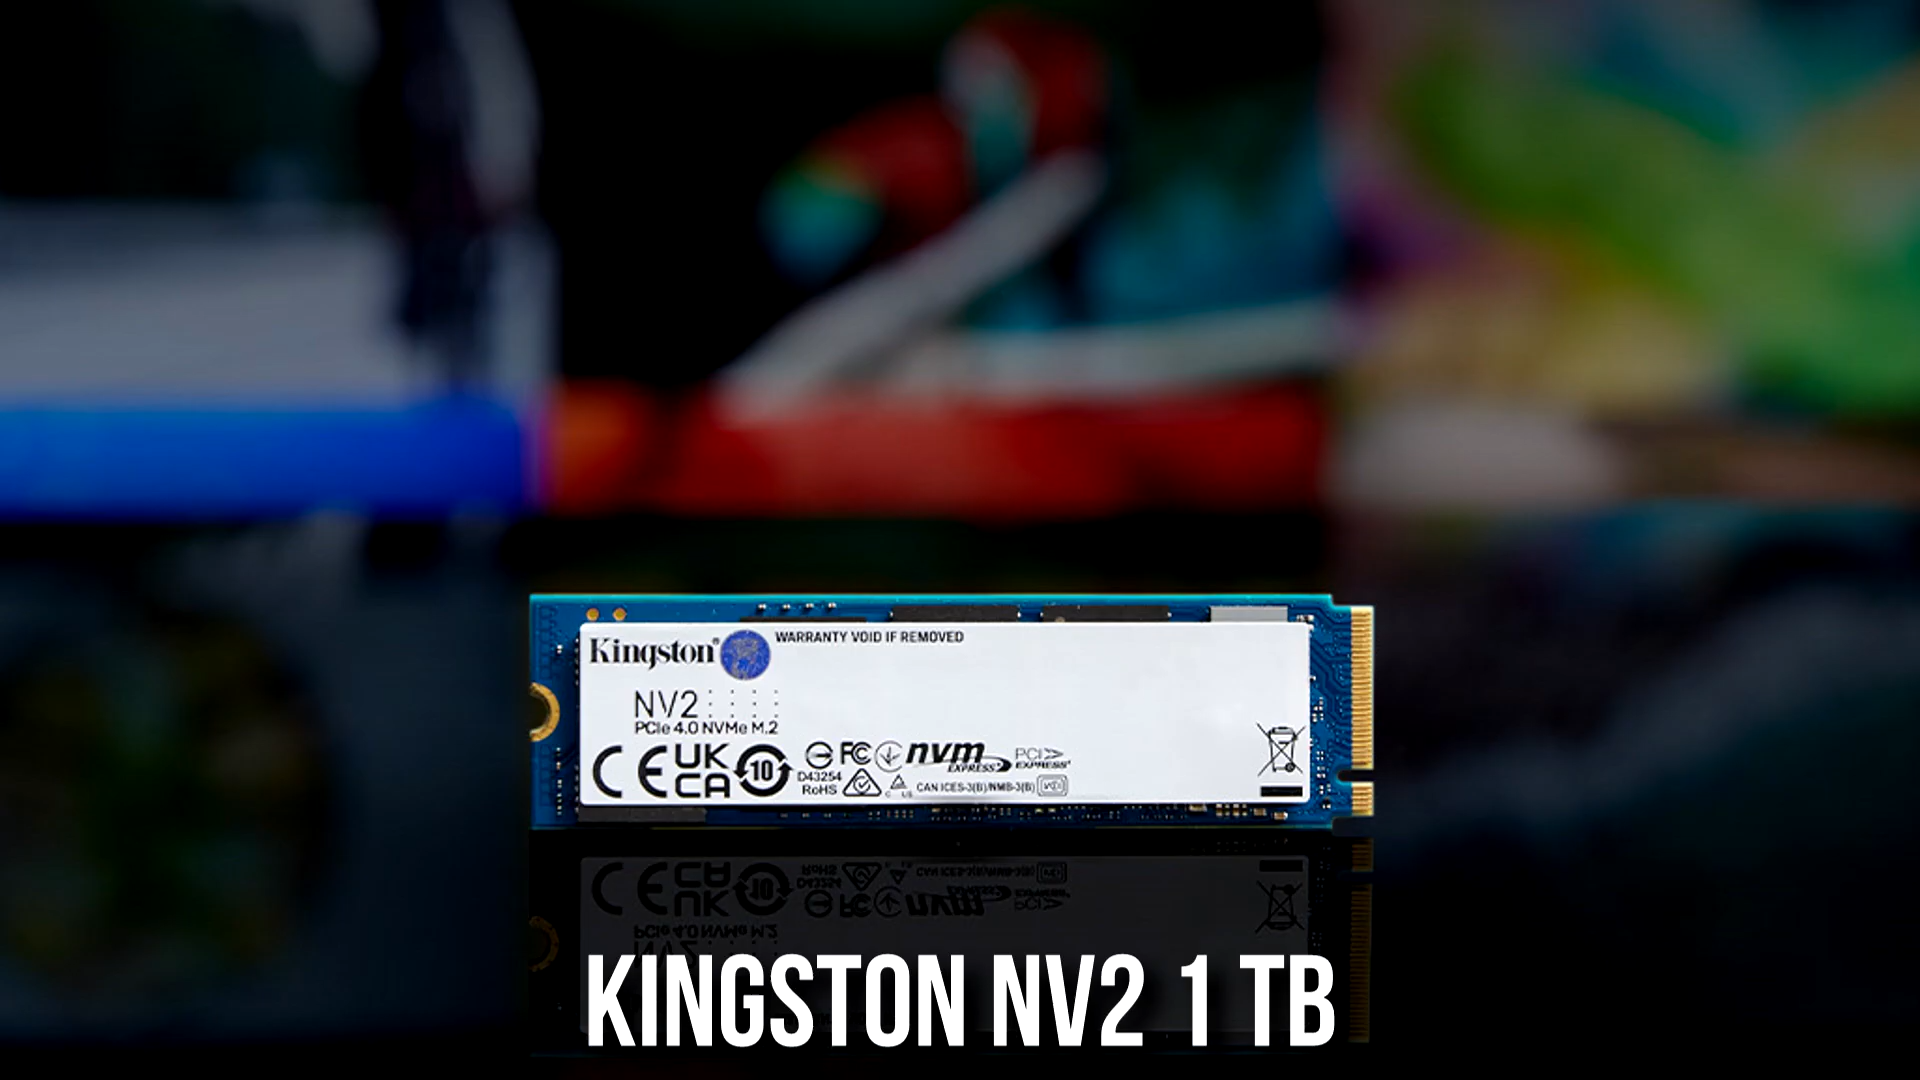 Kingston®
WARRANTY VOID IF REMOVED
NV2
PCIe 4.0 NVMe M.2
CE UK CA 10
FC
D43254
RoHS
nvm EXPRESS
PCI EXPRESS®
CAN ICES-3(B)/NMB-3(B)
KINGSTON NV2 1 TB